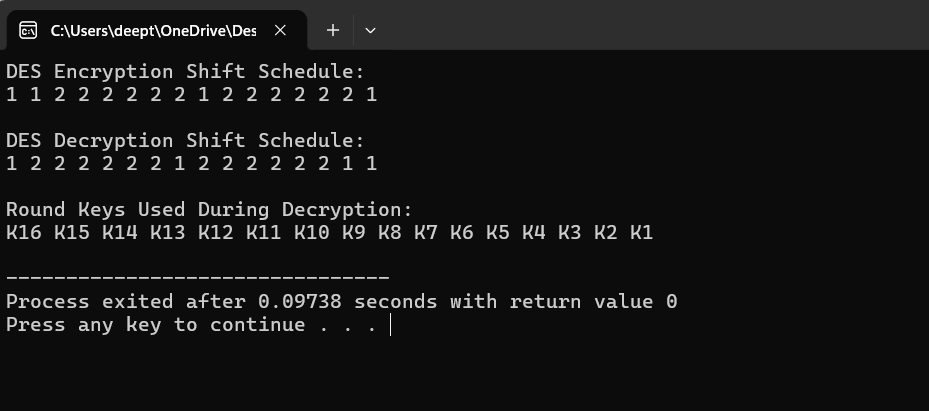 C:\Users\deept\OneDrive\Des
DES Encryption Shift Schedule:
1 1 2 2 2 2 2 2 1 2 2 2 2 2 2 1
DES Decryption Shift Schedule:
1 2 2 2 2 2 2 1 2 2 2 2 2 2 1 1
Round Keys Used During Decryption:
K16 K15 K14 K13 K12 K11 K10 K9 K8 K7 K6 K5 K4 K3 K2 K1
--------------------------------
Process exited after 0.09738 seconds with return value 0
Press any key to continue . . .